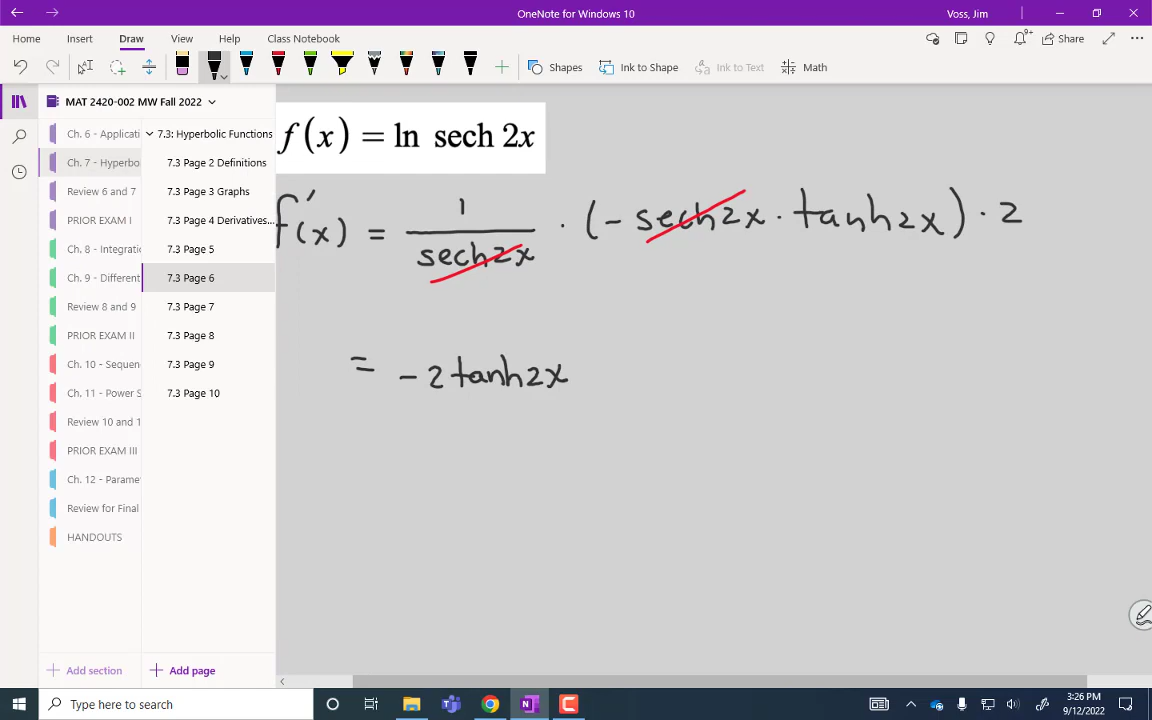 OneNote for Windows 10
Voss, Jim
Home Insert Draw View Help Class Notebook
Share
Shapes Ink to Shape Ink to Text Math
MAT 2420-002 MW Fall 2022
Ch. 6 - Applicati
Ch. 7 - Hyperbo
Review 6 and 7
PRIOR EXAM I
Ch. 8 - Integratio
Ch. 9 - Different
Review 8 and 9
PRIOR EXAM II
Ch. 10 - Sequen
Ch. 11 - Power S
Review 10 and 1
PRIOR EXAM III
Ch. 12 - Parame
Review for Final
HANDOUTS
Add section
7.3: Hyperbolic Functions
7.3 Page 2 Definitions
7.3 Page 3 Graphs
7.3 Page 4 Derivatives...
7.3 Page 5
7.3 Page 6
7.3 Page 7
7.3 Page 8
7.3 Page 9
7.3 Page 10
Add page
f(x) = ln sech 2x
f'(x) = 1/sech2x · (- sech2x · tanh2x) · 2
= - 2 tanh2x
Type here to search
3:26 PM
9/12/2022